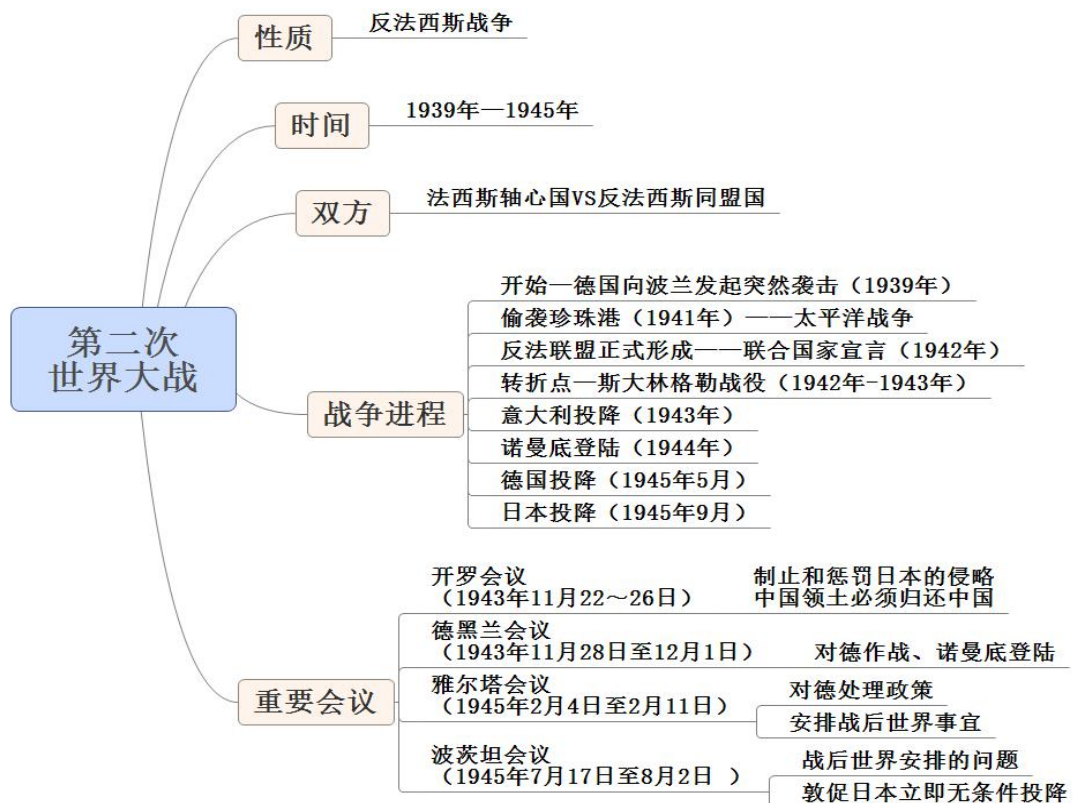 性质
反法西斯战争
时间
1939年—1945年
双方
法西斯轴心国VS反法西斯同盟国
第二次
世界大战
战争进程
开始—德国向波兰发起突然袭击（1939年）
偷袭珍珠港（1941年）——太平洋战争
反法联盟正式形成——联合国家宣言（1942年）
转折点—斯大林格勒战役（1942年-1943年）
意大利投降（1943年）
诺曼底登陆（1944年）
德国投降（1945年5月）
日本投降（1945年9月）
重要会议
开罗会议
（1943年11月22～26日）
制止和惩罚日本的侵略
中国领土必须归还中国
德黑兰会议
（1943年11月28日至12月1日）
对德作战、诺曼底登陆
雅尔塔会议
（1945年2月4日至2月11日）
对德处理政策
安排战后世界事宜
波茨坦会议
（1945年7月17日至8月2日 ）
战后世界安排的问题
敦促日本立即无条件投降